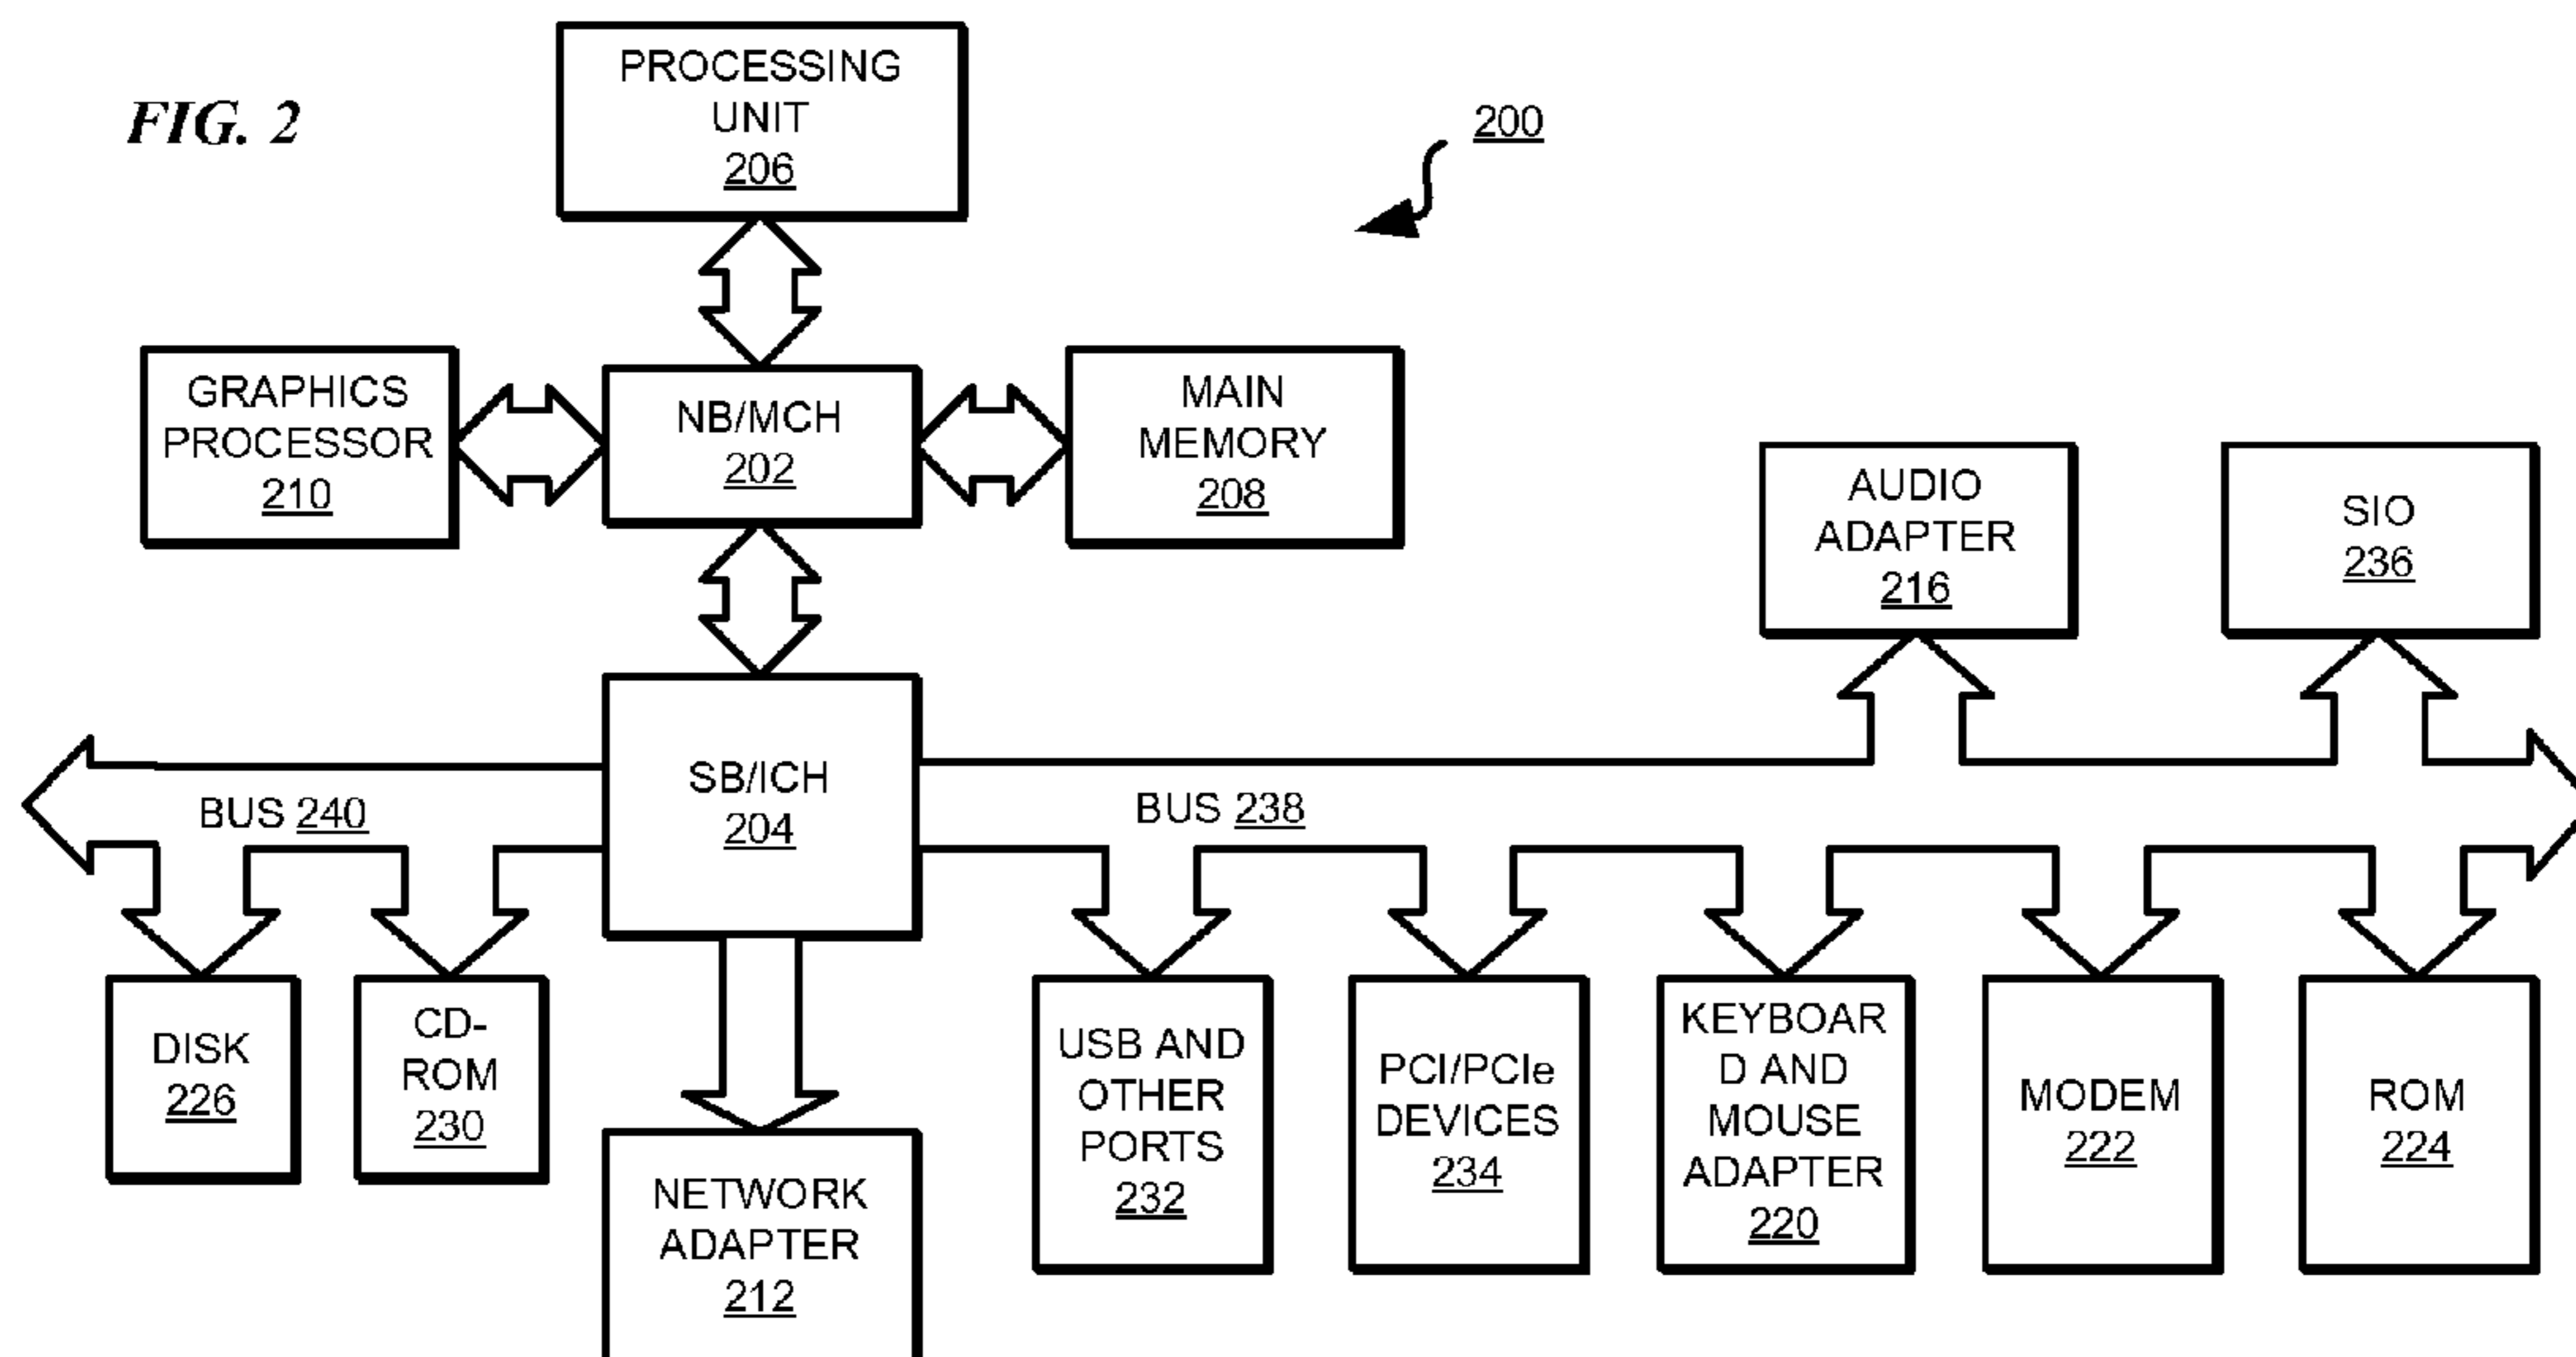 FIG. 2
PROCESSING
UNIT
206
200
GRAPHICS
PROCESSOR
210
NB/MCH
202
MAIN
MEMORY
208
AUDIO
ADAPTER
216
SIO
236
SB/ICH
204
BUS 240
BUS 238
DISK
226
CD-
ROM
230
NETWORK
ADAPTER
212
USB AND
OTHER
PORTS
232
PCI/PCIe
DEVICES
234
KEYBOAR
D AND
MOUSE
ADAPTER
220
MODEM
222
ROM
224